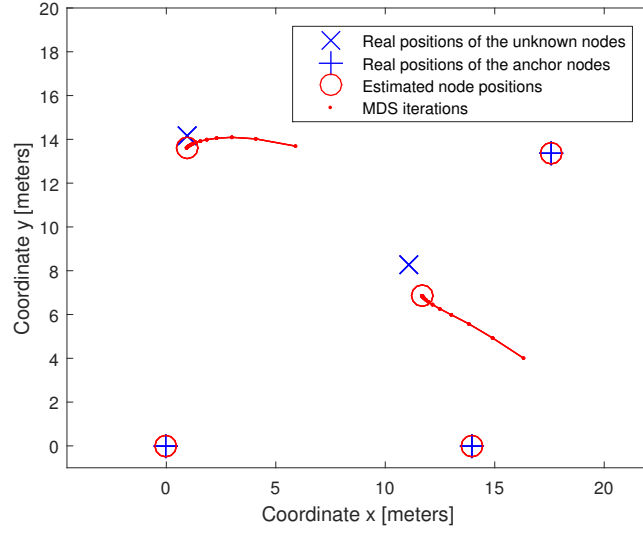 20
18
16
14
12
10
8
6
4
2
0
Coordinate y [meters]
Real positions of the unknown nodes
Real positions of the anchor nodes
Estimated node positions
MDS iterations
0 5 10 15 20
Coordinate x [meters]